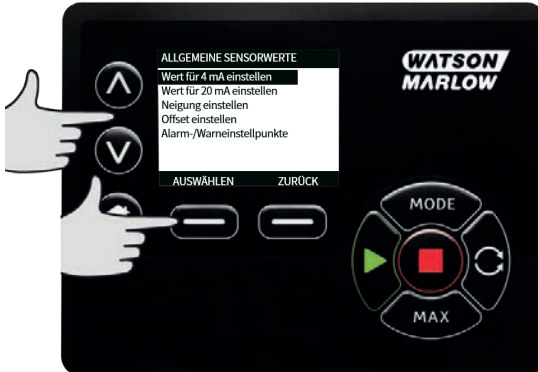 ALLGEMEINE SENSORWERTE
Wert für 4 mA einstellen
Wert für 20 mA einstellen
Neigung einstellen
Offset einstellen
Alarm-/Warneinstellpunkte
AUSWÄHLEN ZURÜCK
WATSON
MARLOW
MODE
MAX